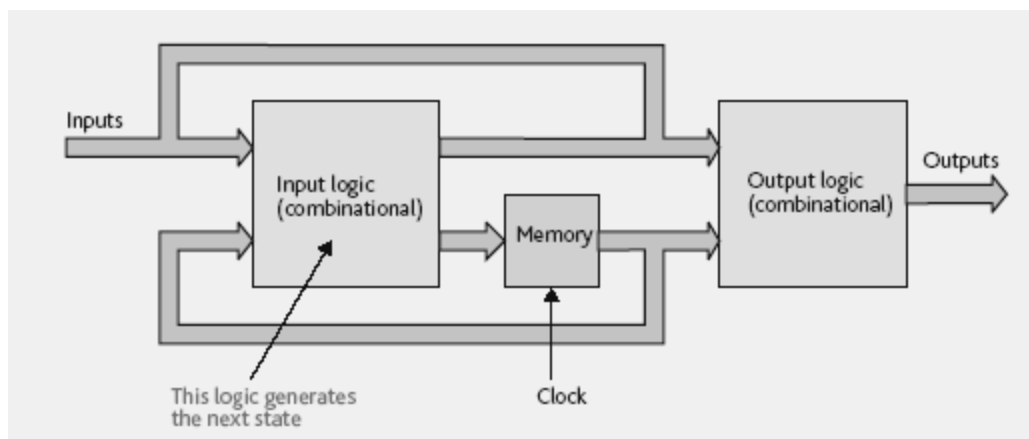 Inputs
Input logic
(combinational)
Memory
Output logic
(combinational)
Outputs
This logic generates
the next state
Clock